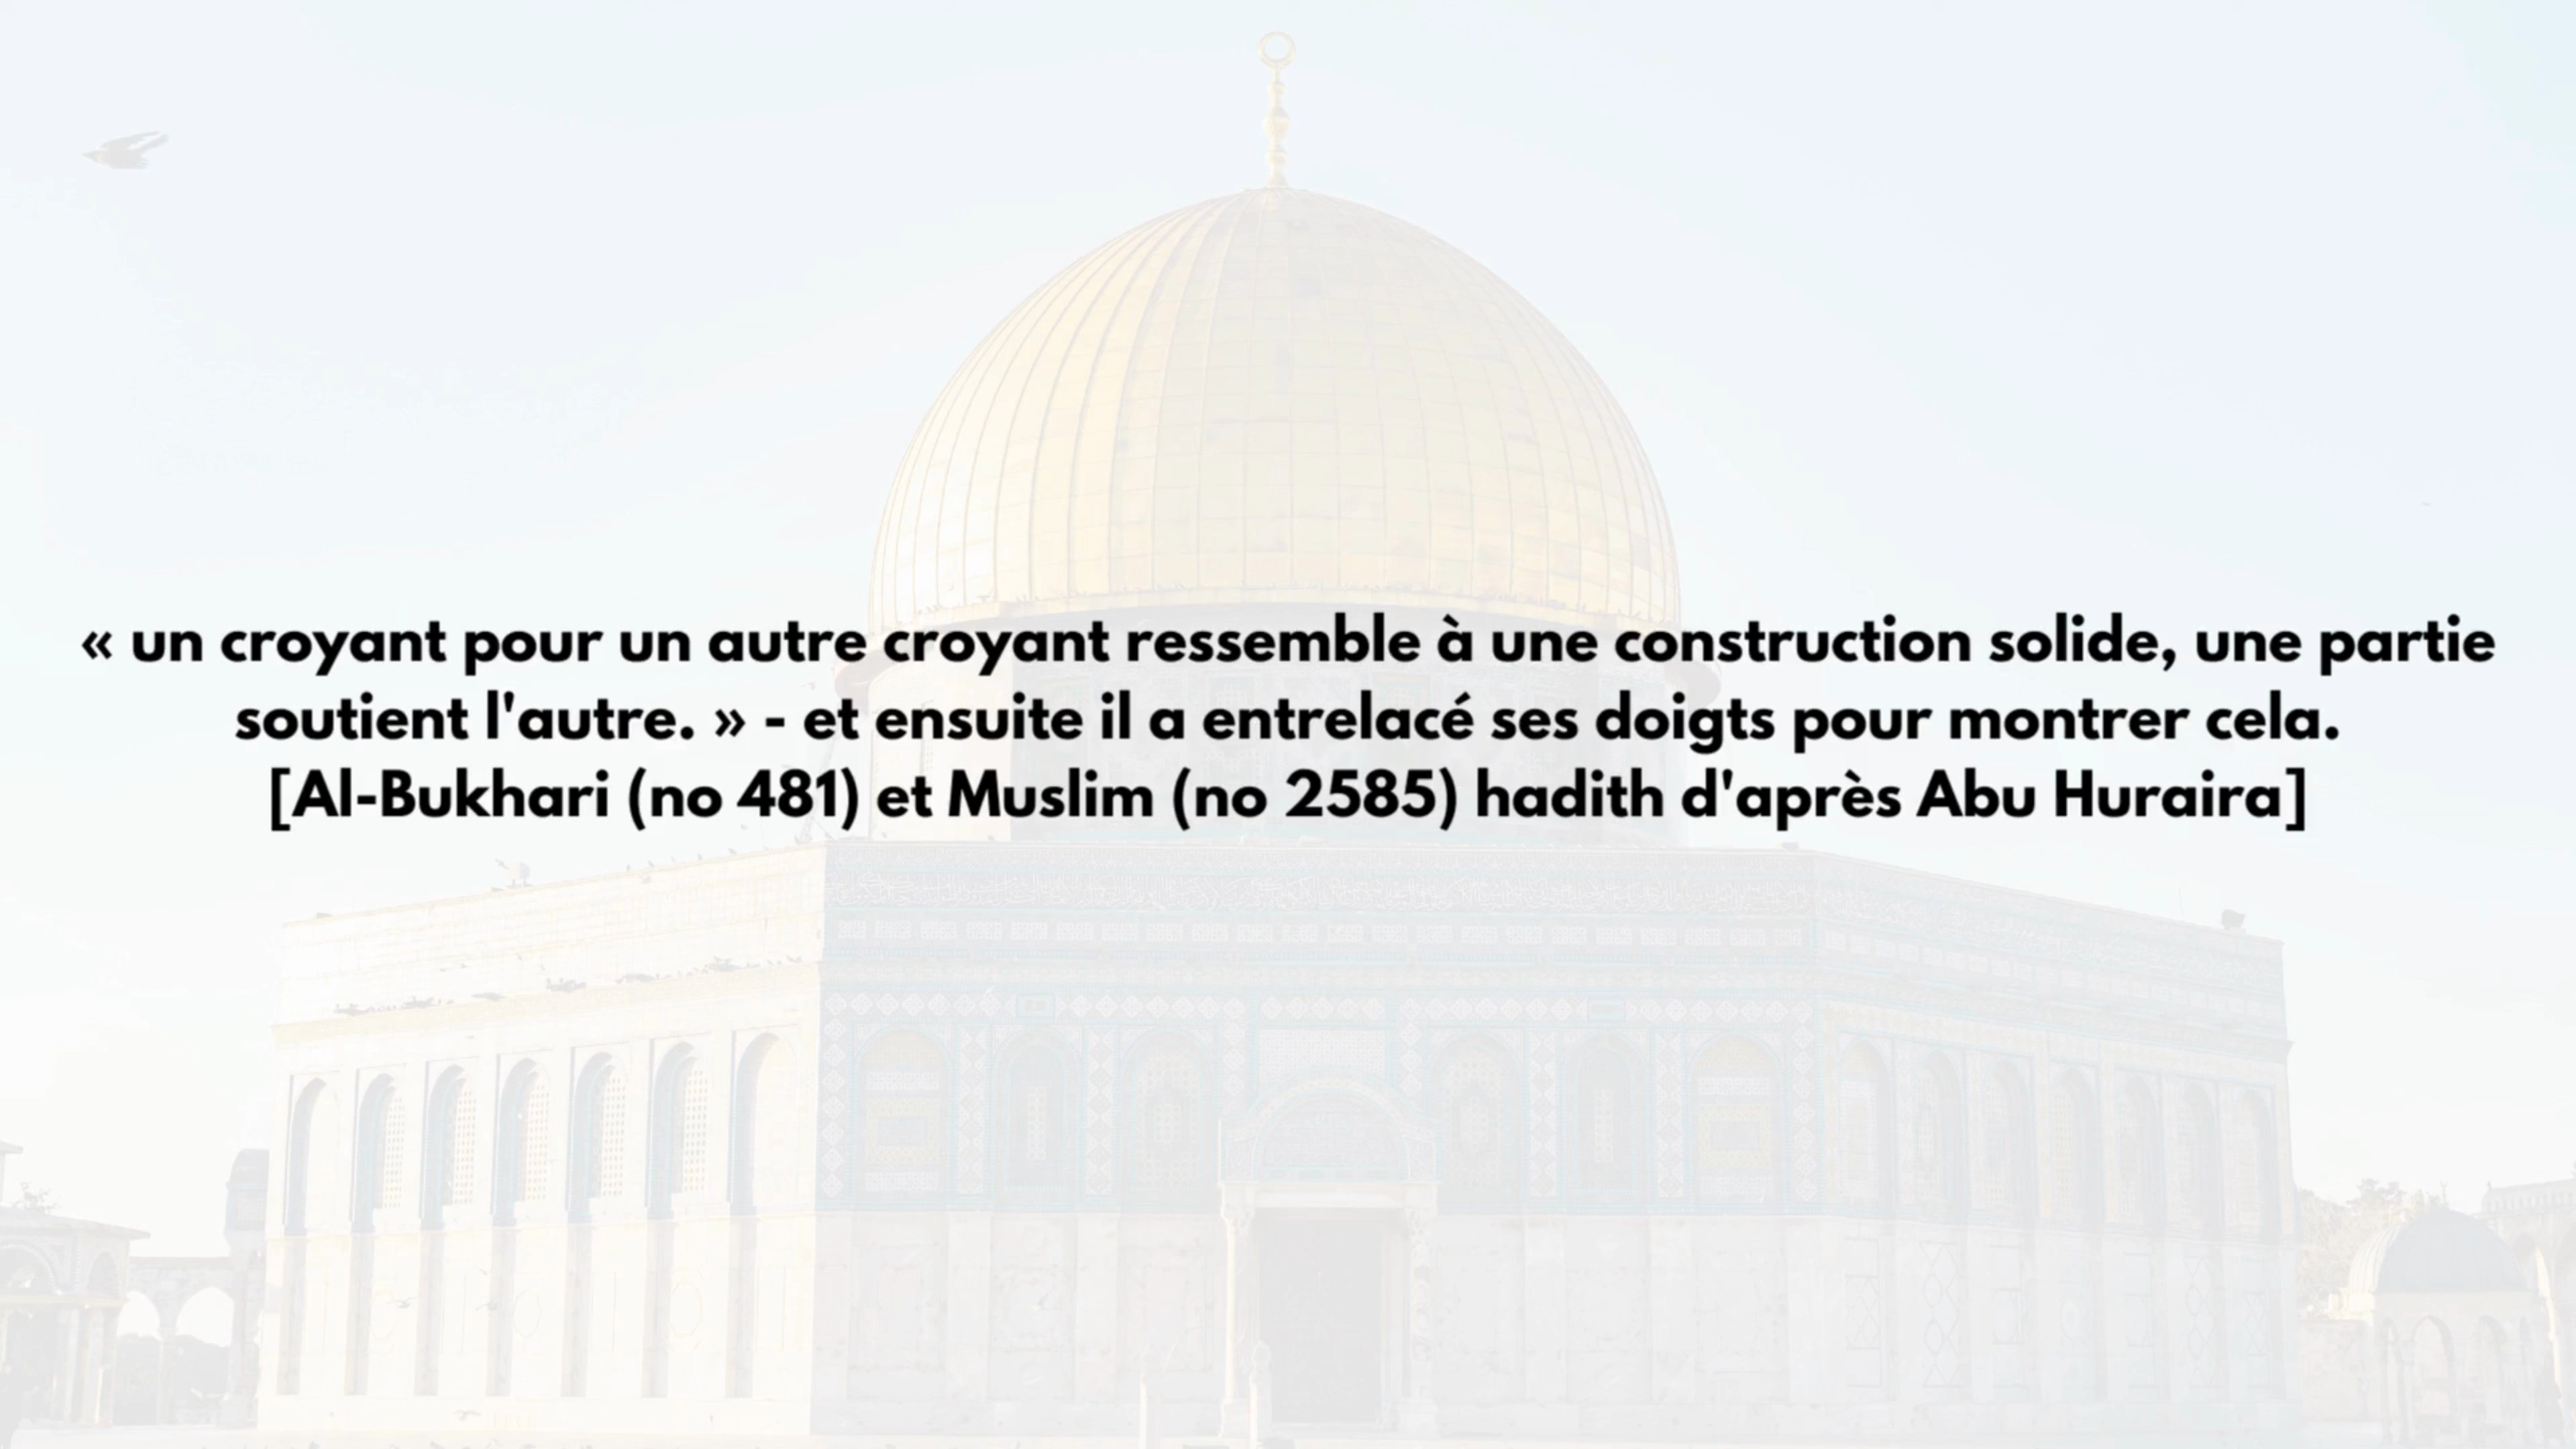 « un croyant pour un autre croyant ressemble à une construction solide, une partie
soutient l'autre. » - et ensuite il a entrelacé ses doigts pour montrer cela.
[Al-Bukhari (no 481) et Muslim (no 2585) hadith d'après Abu Huraira]